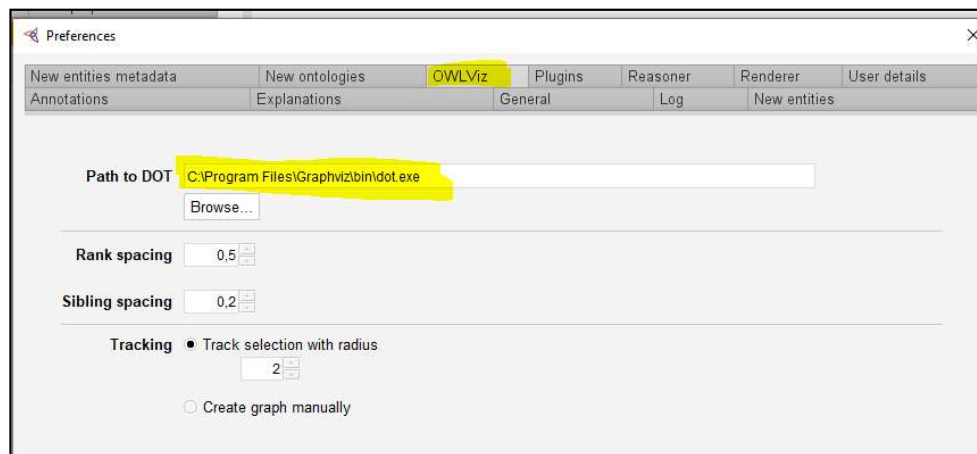 Preferences
New entities metadata New ontologies OWLViz Plugins Reasoner Renderer User details
Annotations Explanations General Log New entities
Path to DOT C:\Program Files\Graphviz\bin\dot.exe
Browse...
Rank spacing 0,5
Sibling spacing 0,2
Tracking Track selection with radius
2
Create graph manually